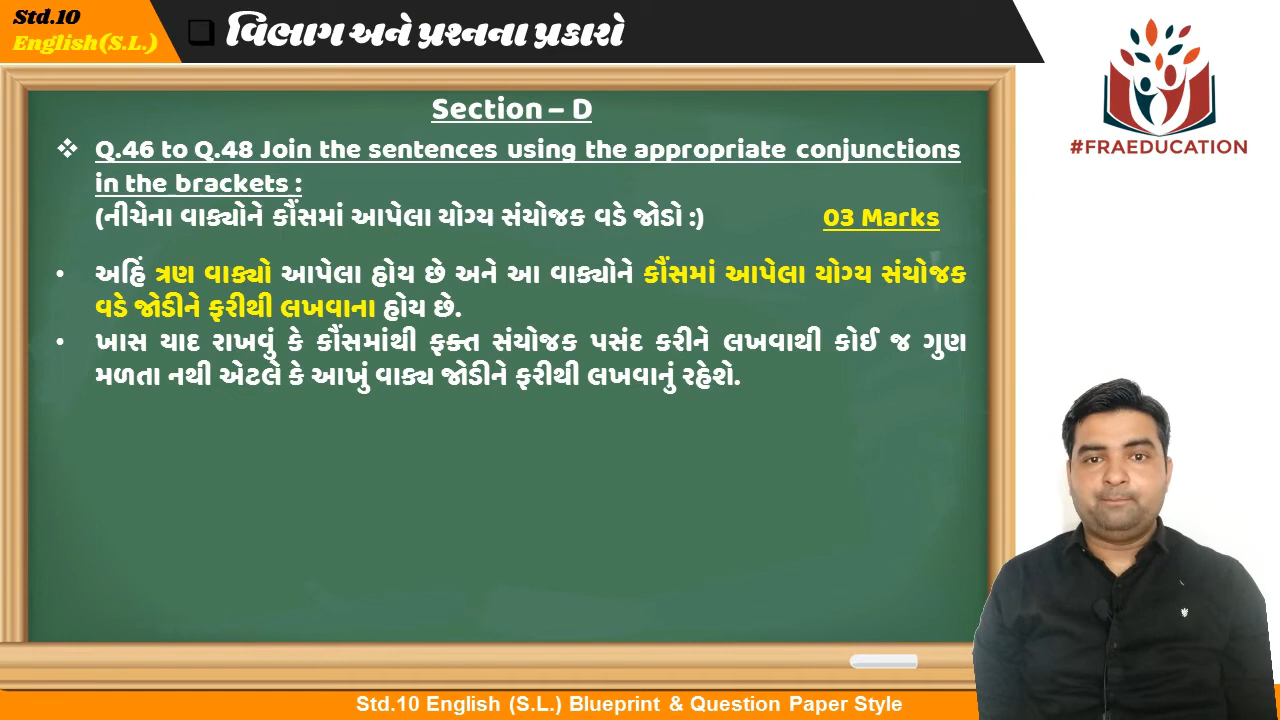 Std.10
English(S.L.)
❑ વિભાગ અને પ્રશ્નના પ્રકારો
#FRAEDUCATION
Section – D
❖ Q.46 to Q.48 Join the sentences using the appropriate conjunctions
in the brackets :
(નીચેના વાક્યોને કૌંસમાં આપેલા યોગ્ય સંયોજક વડે જોડો :) 03 Marks
• અહિં ત્રણ વાક્યો આપેલા હોય છે અને આ વાક્યોને કૌંસમાં આપેલા યોગ્ય સંયોજક
વડે જોડીને ફરીથી લખવાના હોય છે.
• ખાસ યાદ રાખવું કે કૌંસમાંથી ફક્ત સંયોજક પસંદ કરીને લખવાથી કોઈ જ ગુણ
મળતા નથી એટલે કે આખું વાક્ય જોડીને ફરીથી લખવાનું રહેશે.
Std.10 English (S.L.) Blueprint & Question Paper Style